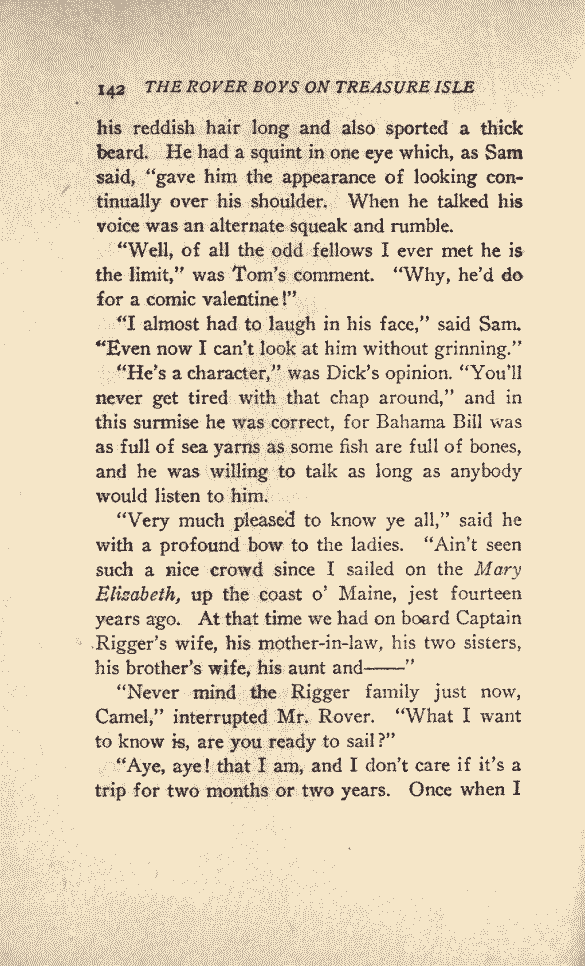 142 THE ROVER BOYS ON TREASURE ISLE
his reddish hair long and also sported a thick
beard. He had a squint in one eye which, as Sam
said, "gave him the appearance of looking con-
tinually over his shoulder. When he talked his
voice was an alternate squeak and rumble.
"Well, of all the odd fellows I ever met he is
the limit," was Tom's comment. "Why, he'd do
for a comic valentine!"
"I almost had to laugh in his face," said Sam.
"Even now I can't look at him without grinning."
"He's a character," was Dick's opinion. "You'll
never get tired with that chap around," and in
this surmise he was correct, for Bahama Bill was
as full of sea yarns as some fish are full of bones,
and he was willing to talk as long as anybody
would listen to him.
"Very much pleased to know ye all," said he
with a profound bow to the ladies. "Ain't seen
such a nice crowd since I sailed on the Mary
Elizabeth, up the coast o' Maine, jest fourteen
years ago. At that time we had on board Captain
Rigger's wife, his mother-in-law, his two sisters,
his brother's wife, his aunt and——"
"Never mind the Rigger family just now,
Camel," interrupted Mr. Rover. "What I want
to know is, are you ready to sail?"
"Aye, aye! that I am, and I don't care if it's a
trip for two months or two years. Once when I